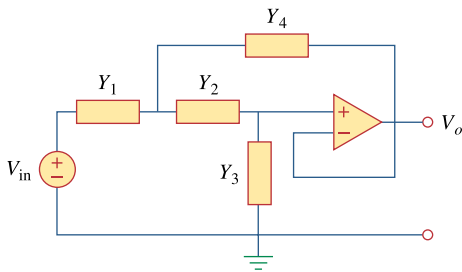 Y₄
Y₁ Y₂
+
− Vₒ
+
− Vin
Y₃